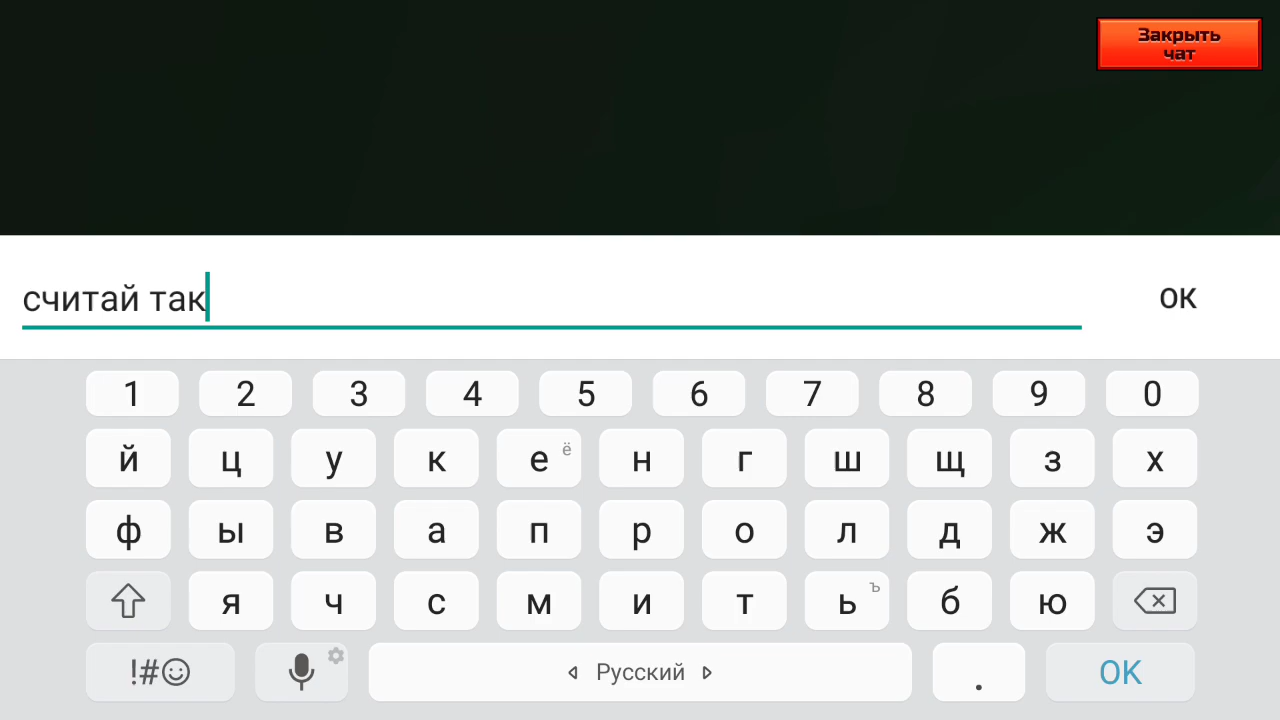 Закрыть
чат
считай так
ОК
1 2 3 4 5 6 7 8 9 0
й ц у к е ё н г ш щ з х
ф ы в а п р о л д ж э
я ч с м и т ь ъ б ю
!#☺ Русский . OK